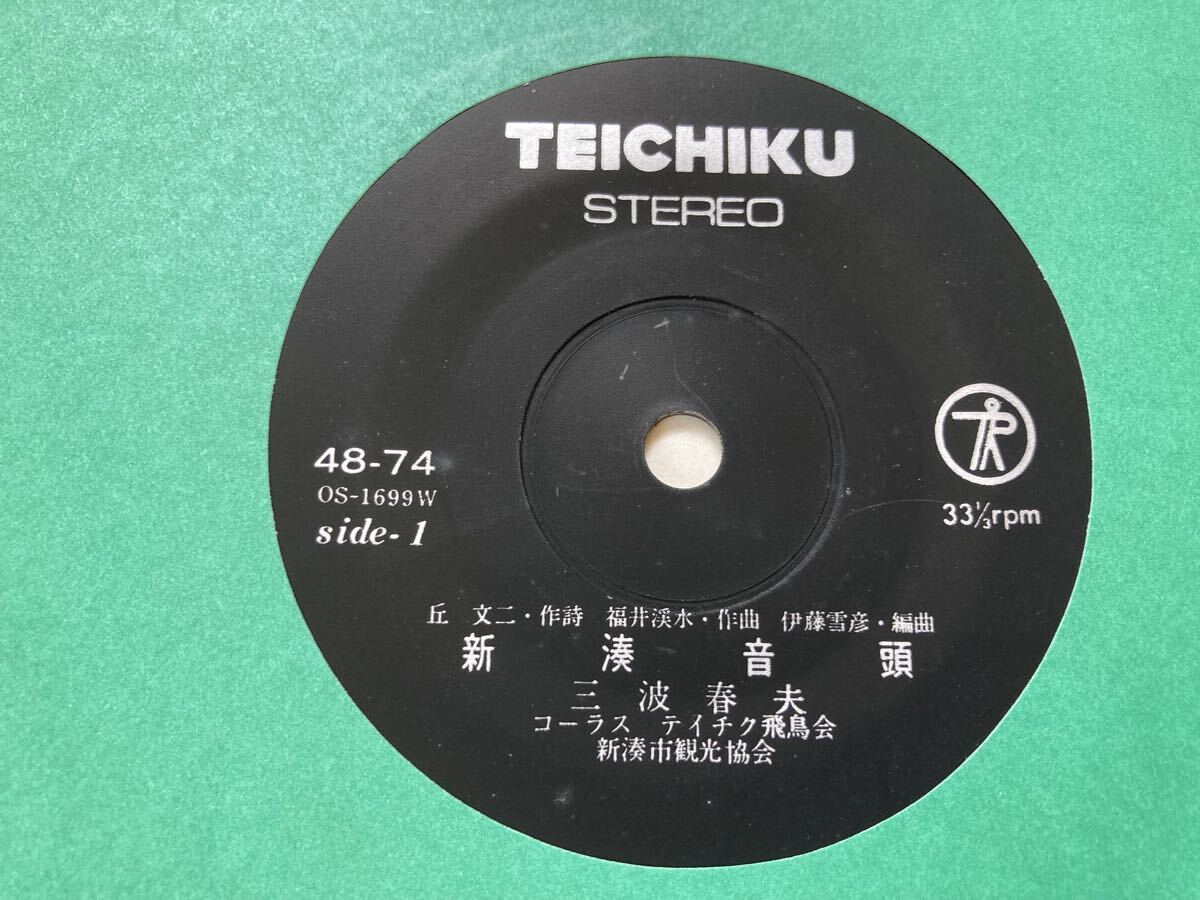 TEICHIKU
STEREO
48-74
OS-1699W
side-1
33⅓rpm
丘 文二・作詩 福井渓水・作曲 伊藤雪彦・編曲
新湊音頭
三波春夫
コーラス テイチク飛鳥会
新湊市観光協会